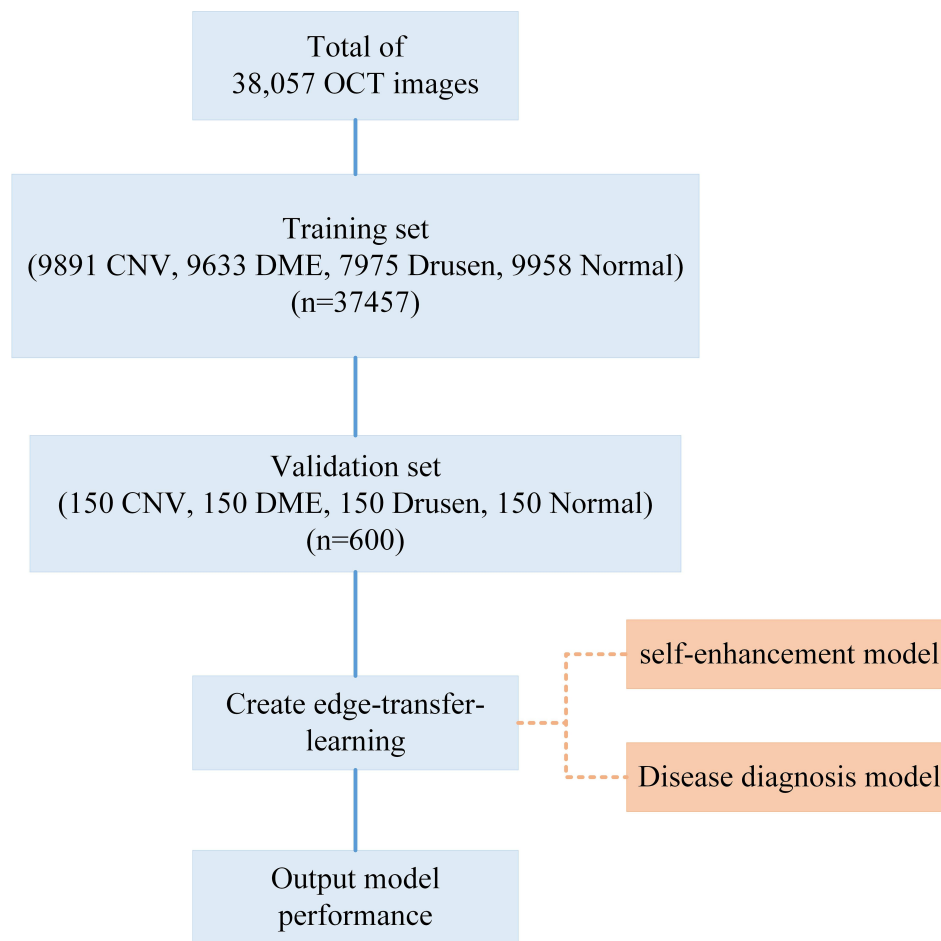 Total of
38,057 OCT images
Training set
(9891 CNV, 9633 DME, 7975 Drusen, 9958 Normal)
(n=37457)
Validation set
(150 CNV, 150 DME, 150 Drusen, 150 Normal)
(n=600)
Create edge-transfer-
learning
self-enhancement model
Disease diagnosis model
Output model
performance